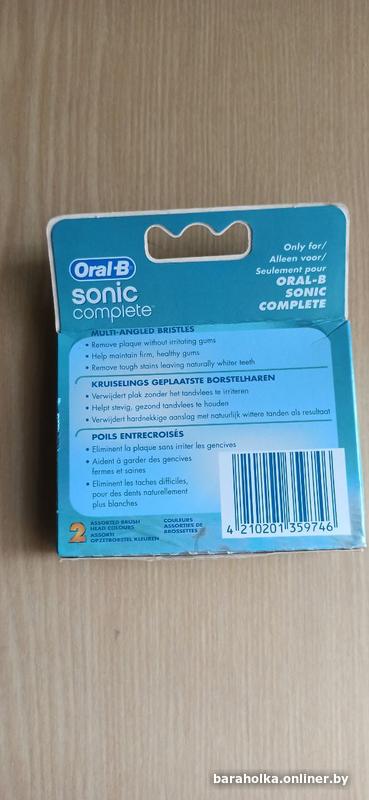 Oral-B
sonic
complete™
Only for/
Alleen voor/
Seulement pour
ORAL-B
SONIC
COMPLETE
MULTI-ANGLED BRISTLES
• Remove plaque without irritating gums
• Help maintain firm, healthy gums
• Remove tough stains leaving naturally whiter teeth
KRUISELINGS GEPLAATSTE BORSTELHAREN
• Verwijdert plak zonder het tandvlees te irriteren
• Helpt stevig, gezond tandvlees te houden
• Verwijdert hardnekkige aanslag met natuurlijk wittere tanden als resultaat
POILS ENTRECROISÉS
• Eliminent la plaque sans irriter les gencives
• Aident à garder des gencives
fermes et saines
• Eliminent les taches difficiles,
pour des dents naturellement
plus blanches
2
ASSORTED BRUSH
HEAD COLOURS
ASSORTI
OPZETBORSTEL KLEUREN
COULEURS
ASSORTIES DE
BROSSETTES
4 210201 359746
baraholka.onliner.by